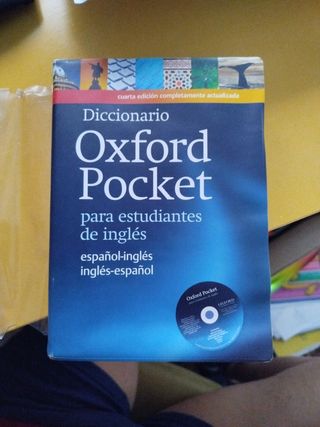 cuarta edición completamente actualizada
Diccionario
Oxford
Pocket
para estudiantes
de inglés
español-inglés
inglés-español
Oxford Pocket